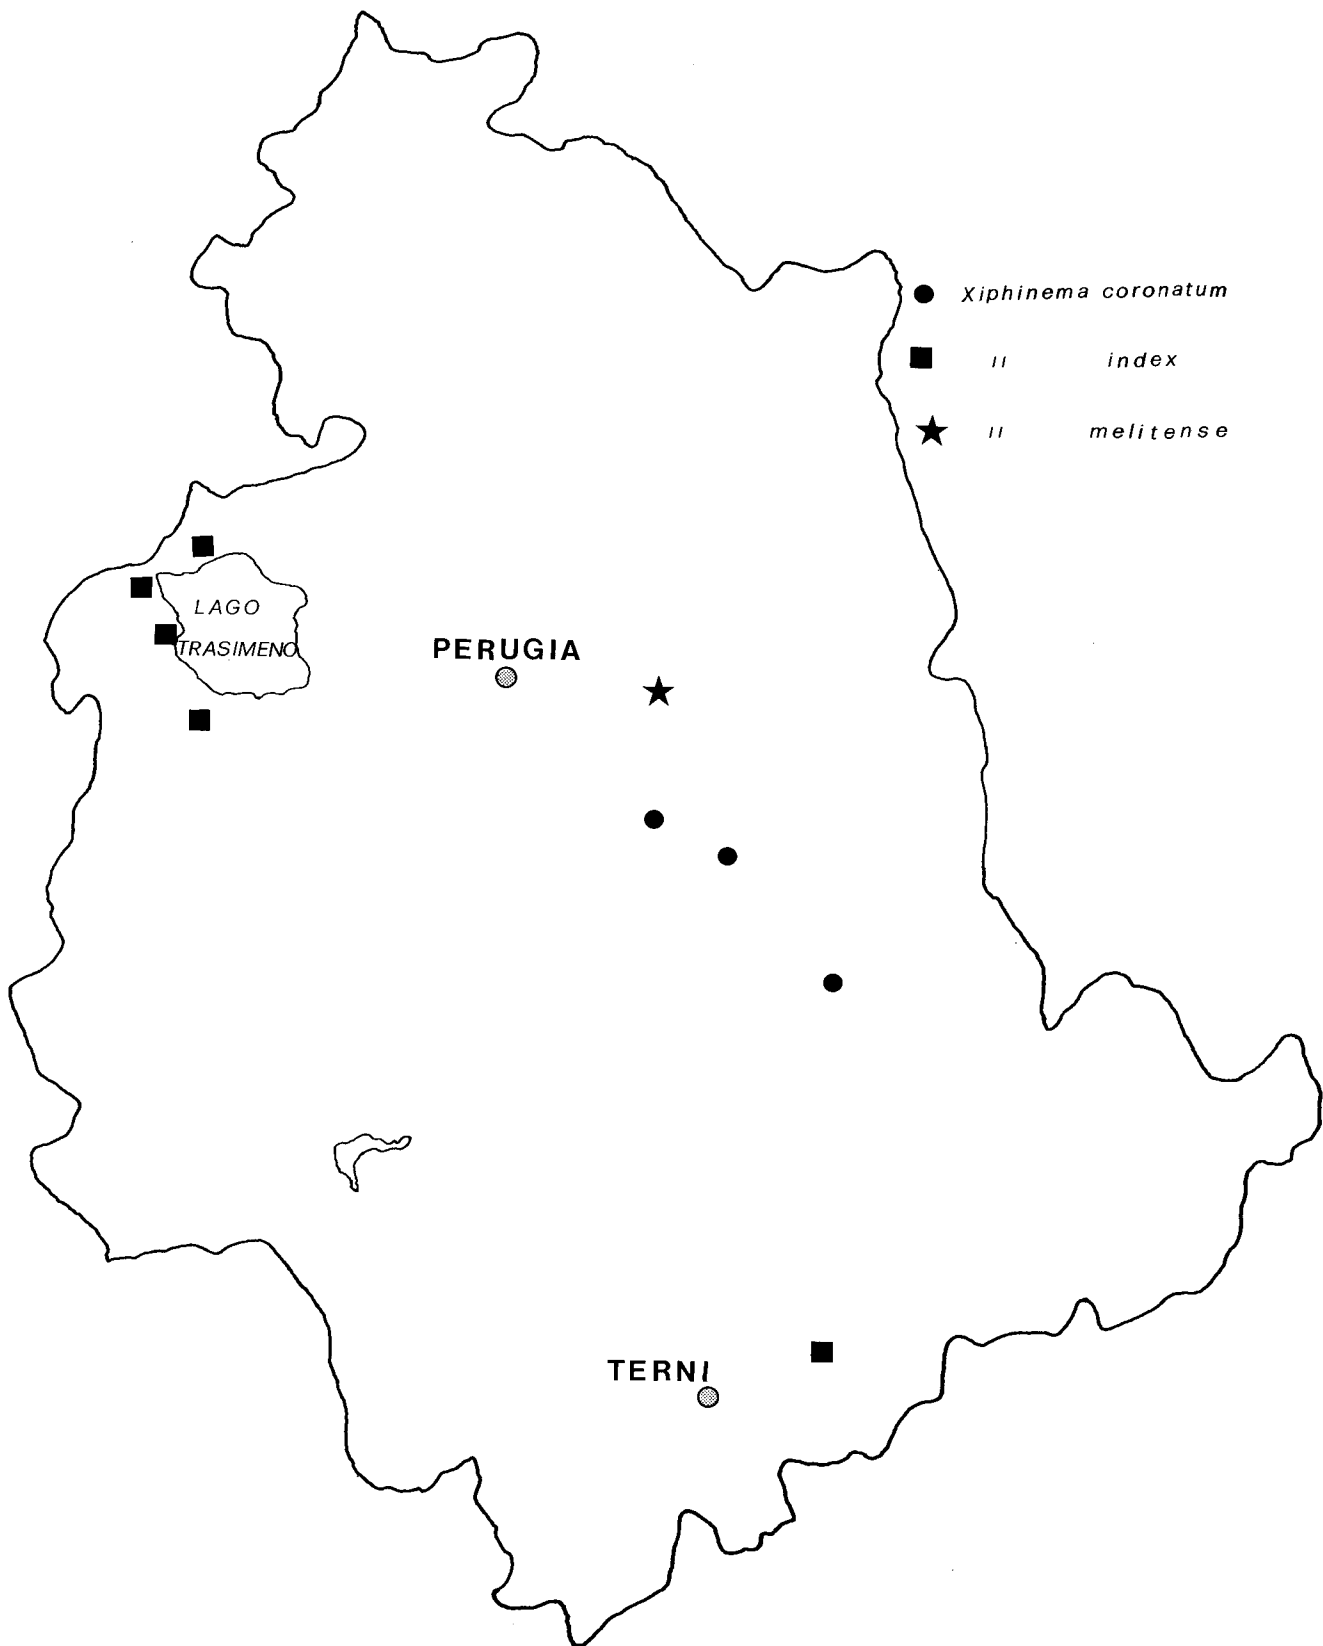 Xiphinema coronatum
" index
" melitense
LAGO
TRASIMENO
PERUGIA
TERNI